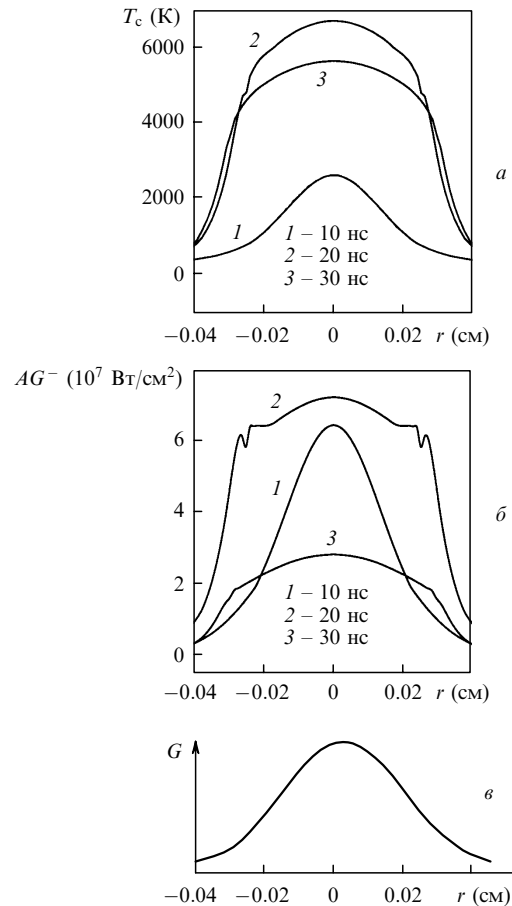 T_c (К)
6000
4000
2000
0
2
3
1
1 – 10 нс
2 – 20 нс
3 – 30 нс
а
−0.04 −0.02 0 0.02 r (см)
AG⁻ (10⁷ Вт/см²)
6
4
2
0
2
1
3
1 – 10 нс
2 – 20 нс
3 – 30 нс
б
−0.04 −0.02 0 0.02 r (см)
G
в
−0.04 −0.02 0 0.02 r (см)